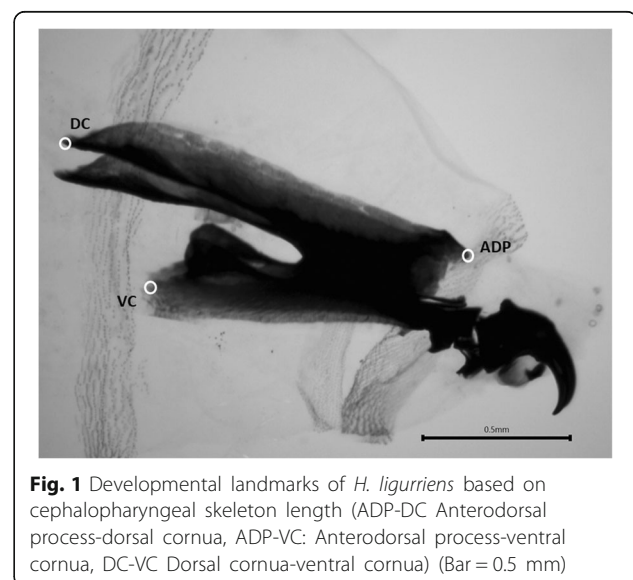 DC
ADP
VC
0.5mm
Fig. 1 Developmental landmarks of H. ligurriens based on
cephalopharyngeal skeleton length (ADP-DC Anterodorsal
process-dorsal cornua, ADP-VC: Anterodorsal process-ventral
cornua, DC-VC Dorsal cornua-ventral cornua) (Bar = 0.5 mm)